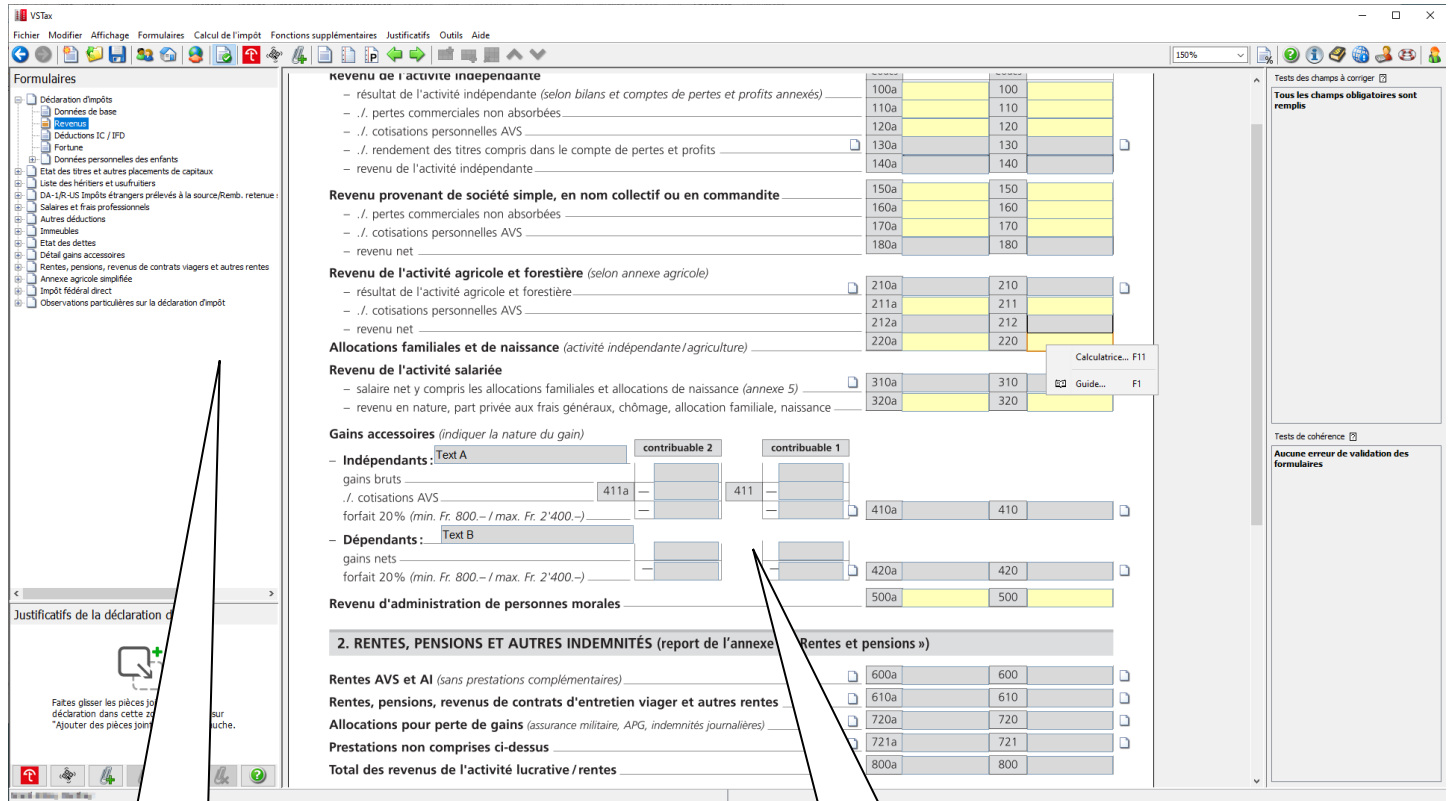 VSTax
Fichier Modifier Affichage Formulaires Calcul de l'impôt Fonctions supplémentaires Justificatifs Outils Aide
150%
Formulaires
Déclaration d'impôts
Données de base
Revenus
Déductions IC / IFD
Fortune
Données personnelles des enfants
Etat des titres et autres placements de capitaux
Liste des héritiers et usufruitiers
DA-1/R-US Impôts étrangers prélevés à la source/Remb. retenue
Salaires et frais professionnels
Autres déductions
Immeubles
Etat des dettes
Détail gains accessoires
Rentes, pensions, revenus de contrats viagers et autres rentes
Annexe agricole simplifiée
Impôt fédéral direct
Observations particulières sur la déclaration d'impôt
Justificatifs de la déclaration
Faites glisser les pièces
déclaration dans cette sur
"Ajouter des pièces
Revenu de l'activité indépendante
– résultat de l'activité indépendante (selon bilans et comptes de pertes et profits annexés) 100a 100
– ./. pertes commerciales non absorbées 110a 110
– ./. cotisations personnelles AVS 120a 120
– ./. rendement des titres compris dans le compte de pertes et profits 130a 130
– revenu de l'activité indépendante 140a 140
Revenu provenant de société simple, en nom collectif ou en commandite 150a 150
– ./. pertes commerciales non absorbées 160a 160
– ./. cotisations personnelles AVS 170a 170
– revenu net 180a 180
Revenu de l'activité agricole et forestière (selon annexe agricole)
– résultat de l'activité agricole et forestière 210a 210
– ./. cotisations personnelles AVS 211a 211
– revenu net 212a 212
Allocations familiales et de naissance (activité indépendante/agriculture) 220a 220
Calculatrice... F11
Guide... F1
Revenu de l'activité salariée
– salaire net y compris les allocations familiales et allocations de naissance (annexe 5) 310a 310
– revenu en nature, part privée aux frais généraux, chômage, allocation familiale, naissance 320a 320
Gains accessoires (indiquer la nature du gain)
contribuable 2 contribuable 1
– Indépendants: Text A
gains bruts
./. cotisations AVS 411a – 411 –
forfait 20% (min. Fr. 800.– / max. Fr. 2'400.–) – – 410a 410
– Dépendants: Text B
gains nets
forfait 20% (min. Fr. 800.– / max. Fr. 2'400.–) – – 420a 420
Revenu d'administration de personnes morales 500a 500
2. RENTES, PENSIONS ET AUTRES INDEMNITÉS (report de l'annexe Rentes et pensions »)
Rentes AVS et AI (sans prestations complémentaires) 600a 600
Rentes, pensions, revenus de contrats d'entretien viager et autres rentes 610a 610
Allocations pour perte de gains (assurance militaire, APG, indemnités journalières) 720a 720
Prestations non comprises ci-dessus 721a 721
Total des revenus de l'activité lucrative/rentes 800a 800
Tests des champs à corriger
Tous les champs obligatoires sont
remplis
Tests de cohérence
Aucune erreur de validation des
formulaires